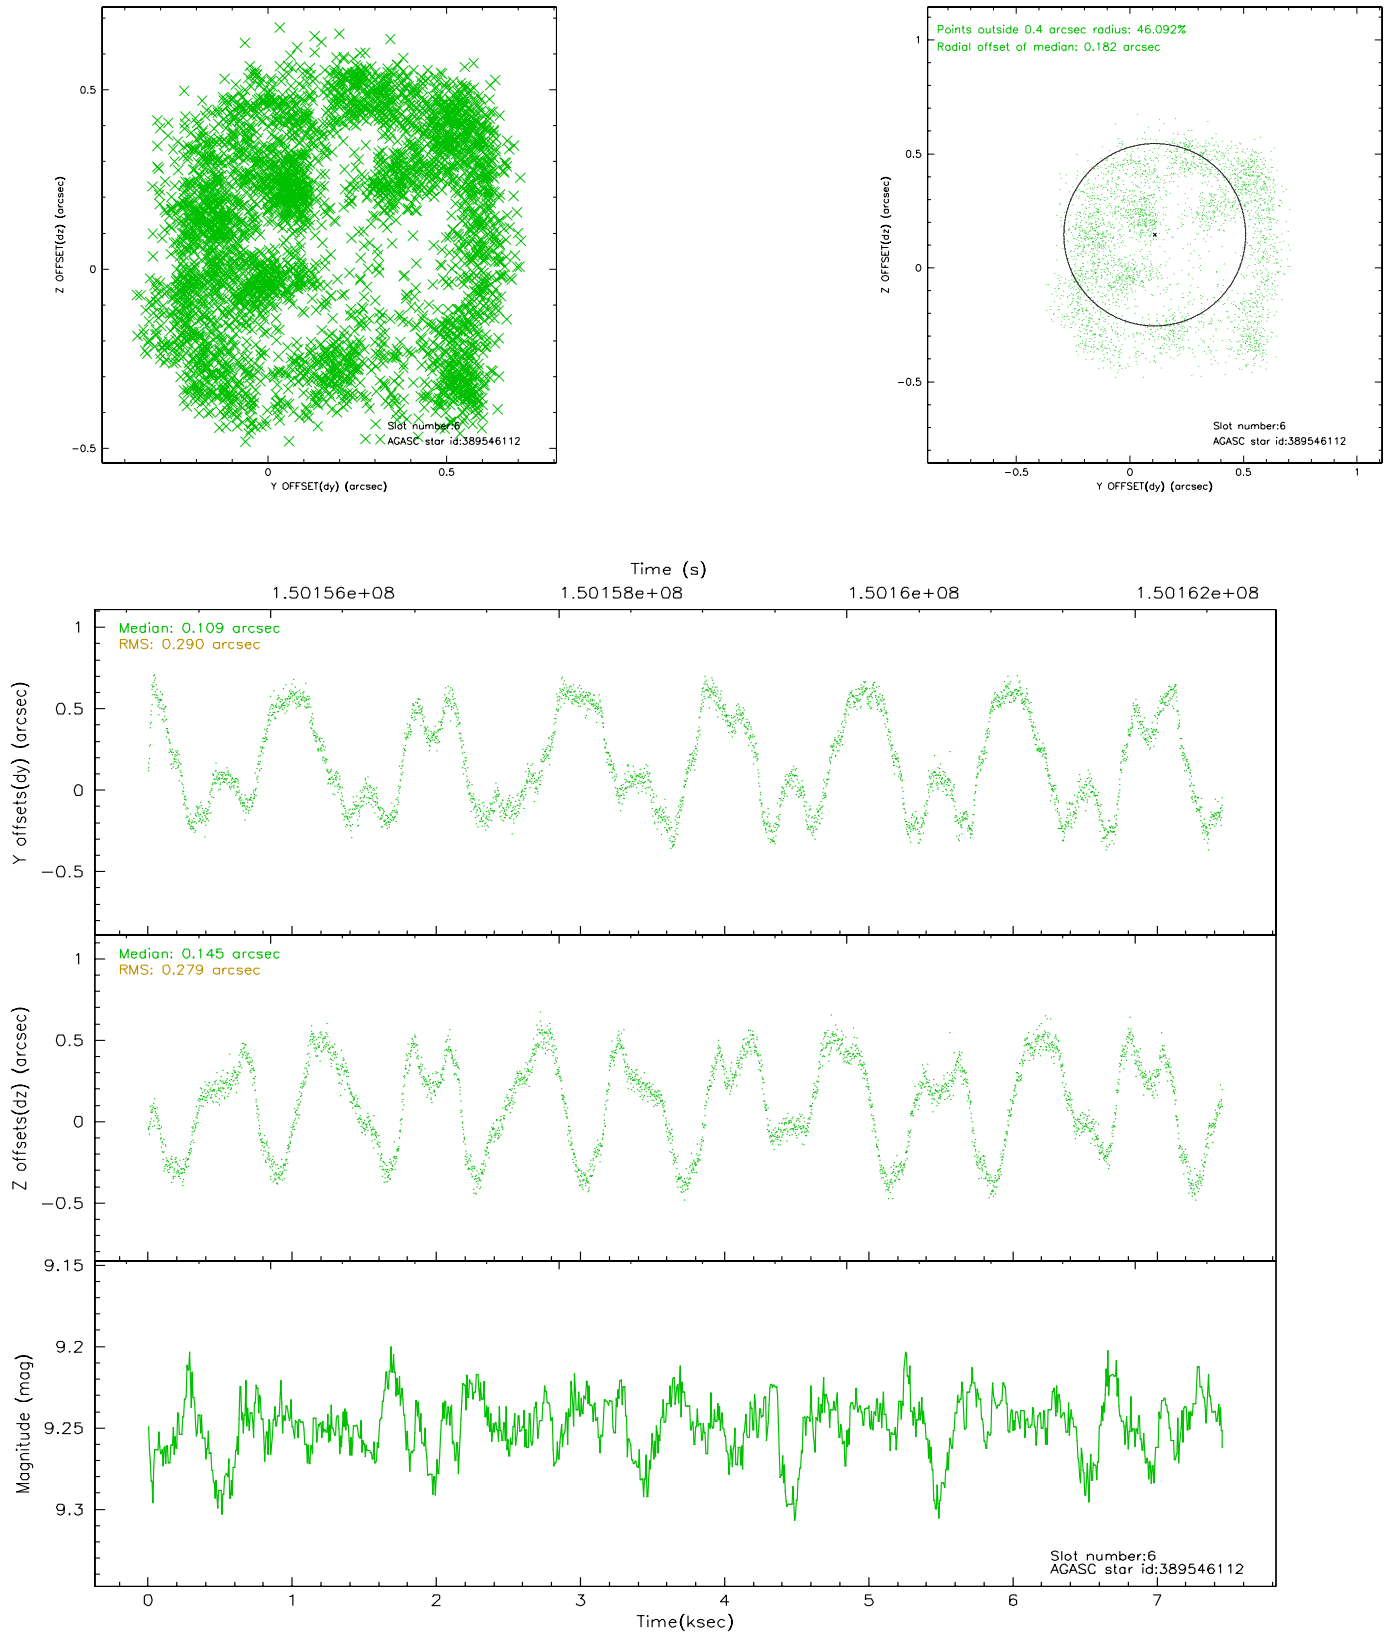 0.5
0
−0.5
Z OFFSET(dz) (arcsec)
0
0.5
Y OFFSET(dy) (arcsec)
Slot number:6
AGASC star id:389546112
Points outside 0.4 arcsec radius: 46.092%
Radial offset of median: 0.182 arcsec
1
0.5
0
−0.5
Z OFFSET(dz) (arcsec)
−0.5
0
0.5
1
Y OFFSET(dy) (arcsec)
Slot number:6
AGASC star id:389546112
Time (s)
1.50156e+08
1.50158e+08
1.5016e+08
1.50162e+08
Median: 0.109 arcsec
RMS: 0.290 arcsec
1
0.5
0
−0.5
Y offsets(dy) (arcsec)
Median: 0.145 arcsec
RMS: 0.279 arcsec
1
0.5
0
−0.5
Z offsets(dz) (arcsec)
9.15
9.2
9.25
9.3
Magnitude (mag)
Slot number:6
AGASC star id:389546112
0
1
2
3
4
5
6
7
Time(ksec)